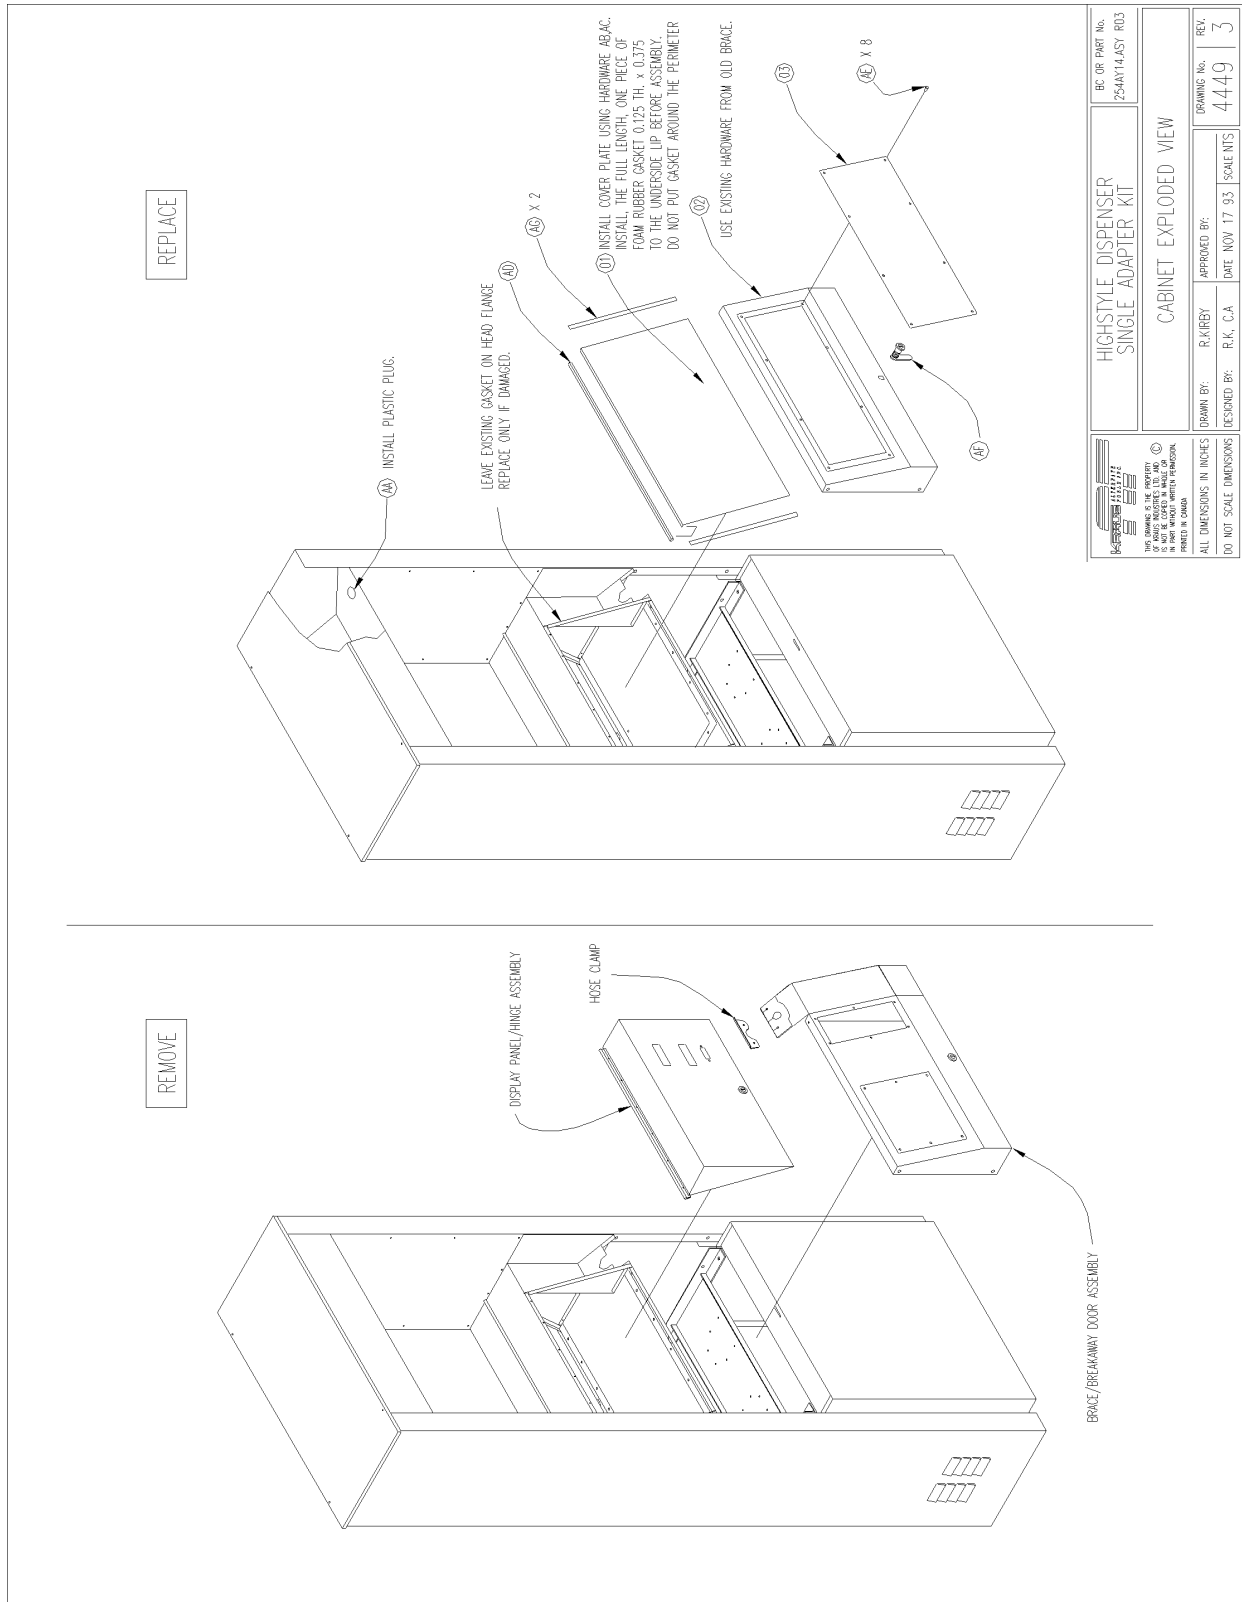 REMOVE
DISPLAY PANEL/HINGE ASSEMBLY
HOSE CLAMP
BRACE/BREAKAWAY DOOR ASSEMBLY
REPLACE
AA INSTALL PLASTIC PLUG.
LEAVE EXISTING GASKET ON HEAD FLANGE
REPLACE ONLY IF DAMAGED.
AD
AG X 2
01 INSTALL COVER PLATE USING HARDWARE AB,AC.
INSTALL, THE FULL LENGTH, ONE PIECE OF
FOAM RUBBER GASKET 0.125 TH. x 0.375
TO THE UNDERSIDE LIP BEFORE ASSEMBLY.
DO NOT PUT GASKET AROUND THE PERIMETER
02
USE EXISTING HARDWARE FROM OLD BRACE.
03
AE X 8
AF
KRAUS
ALTERNATE
FUELS INC.
THIS DRAWING IS THE PROPERTY
OF KRAUS INDUSTRIES LTD. AND ©
IS NOT BE COPIED IN WHOLE OR
IN PART WITHOUT WRITTEN PERMISSION.
PRINTED IN CANADA
ALL DIMENSIONS IN INCHES
DO NOT SCALE DIMENSIONS
HIGHSTYLE DISPENSER
SINGLE ADAPTER KIT
BC OR PART No.
2S4AY14.ASY R03
CABINET EXPLODED VIEW
DRAWN BY: R.KIRBY
APPROVED BY:
DESIGNED BY: R.K, C.A
DATE NOV 17 93
SCALE NTS
DRAWING No. REV.
4449 3